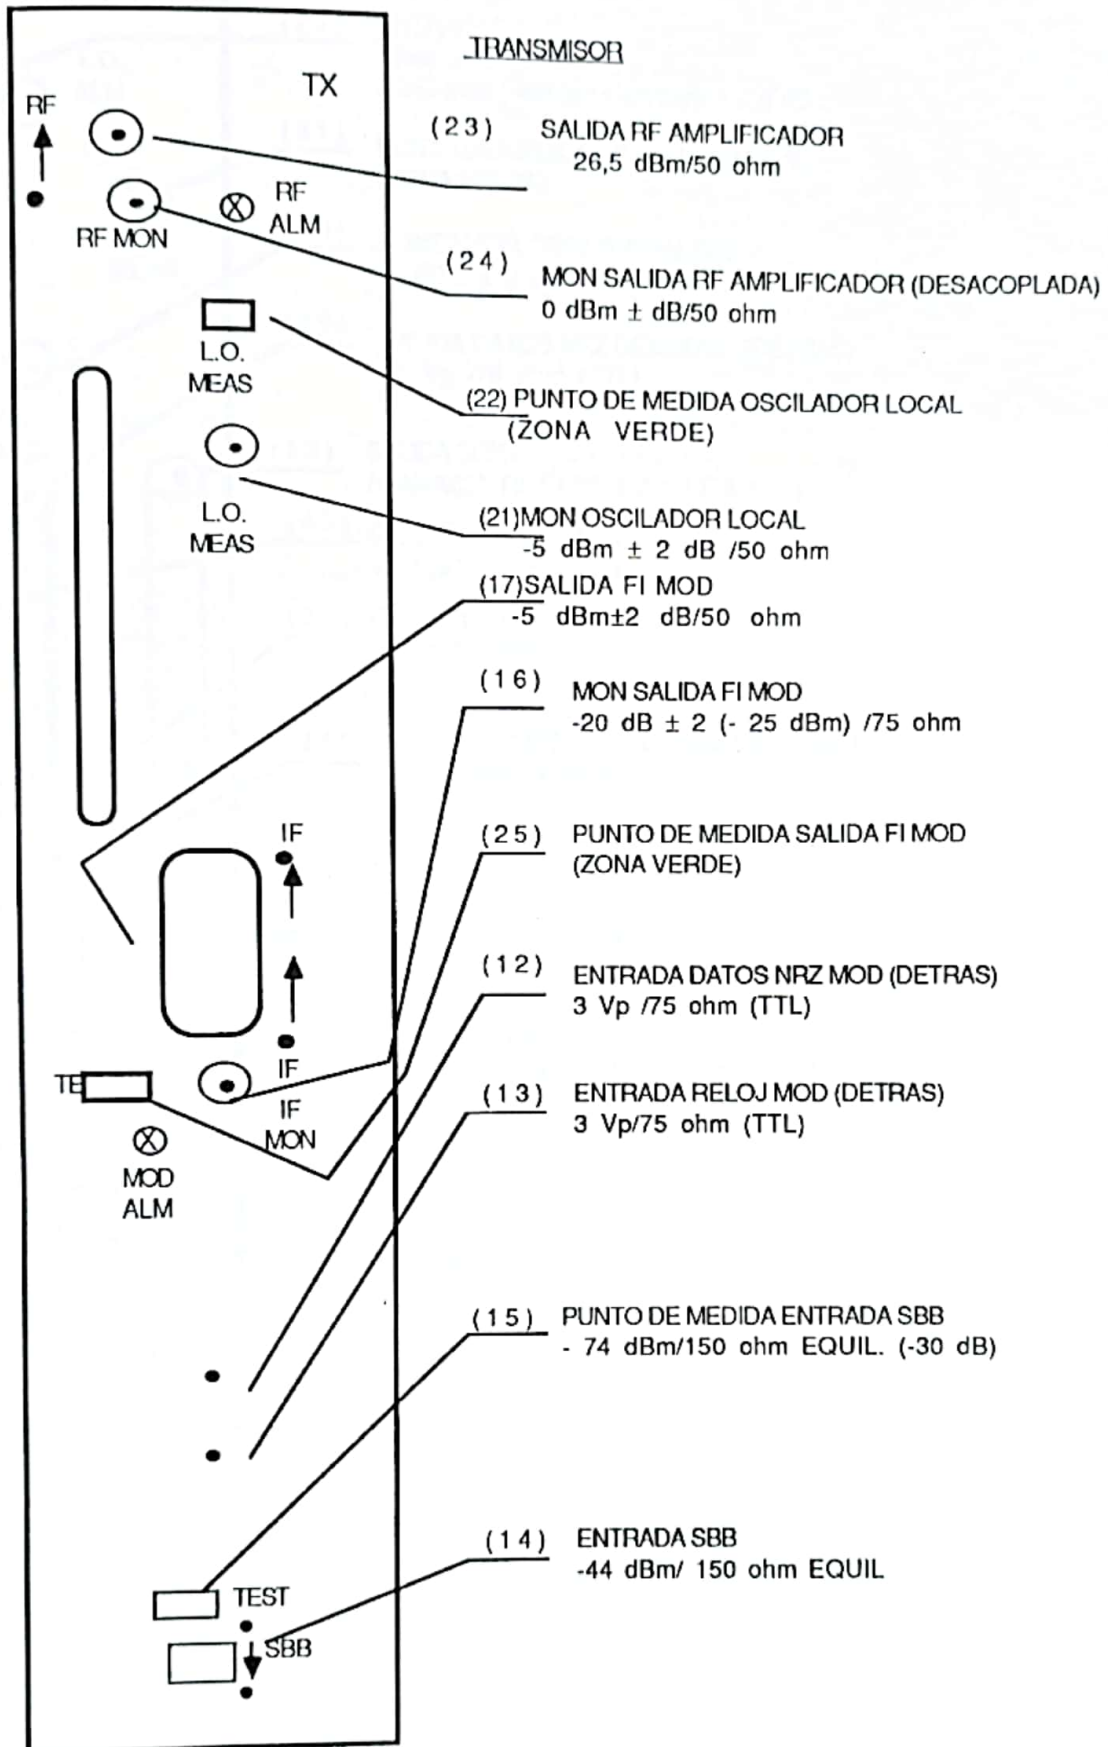 TRANSMISOR
TX
RF
(23) SALIDA RF AMPLIFICADOR
26,5 dBm/50 ohm
RF
ALM
RF MON
(24) MON SALIDA RF AMPLIFICADOR (DESACOPLADA)
0 dBm ± dB/50 ohm
L.O.
MEAS
(22) PUNTO DE MEDIDA OSCILADOR LOCAL
(ZONA VERDE)
L.O.
MEAS
(21)MON OSCILADOR LOCAL
-5 dBm ± 2 dB /50 ohm
(17)SALIDA FI MOD
-5 dBm±2 dB/50 ohm
(16) MON SALIDA FI MOD
-20 dB ± 2 (- 25 dBm) /75 ohm
IF
(25) PUNTO DE MEDIDA SALIDA FI MOD
(ZONA VERDE)
(12) ENTRADA DATOS NRZ MOD (DETRAS)
3 Vp /75 ohm (TTL)
IF
TE
IF
MON
(13) ENTRADA RELOJ MOD (DETRAS)
3 Vp/75 ohm (TTL)
MOD
ALM
(15) PUNTO DE MEDIDA ENTRADA SBB
- 74 dBm/150 ohm EQUIL. (-30 dB)
(14) ENTRADA SBB
-44 dBm/ 150 ohm EQUIL
TEST
SBB